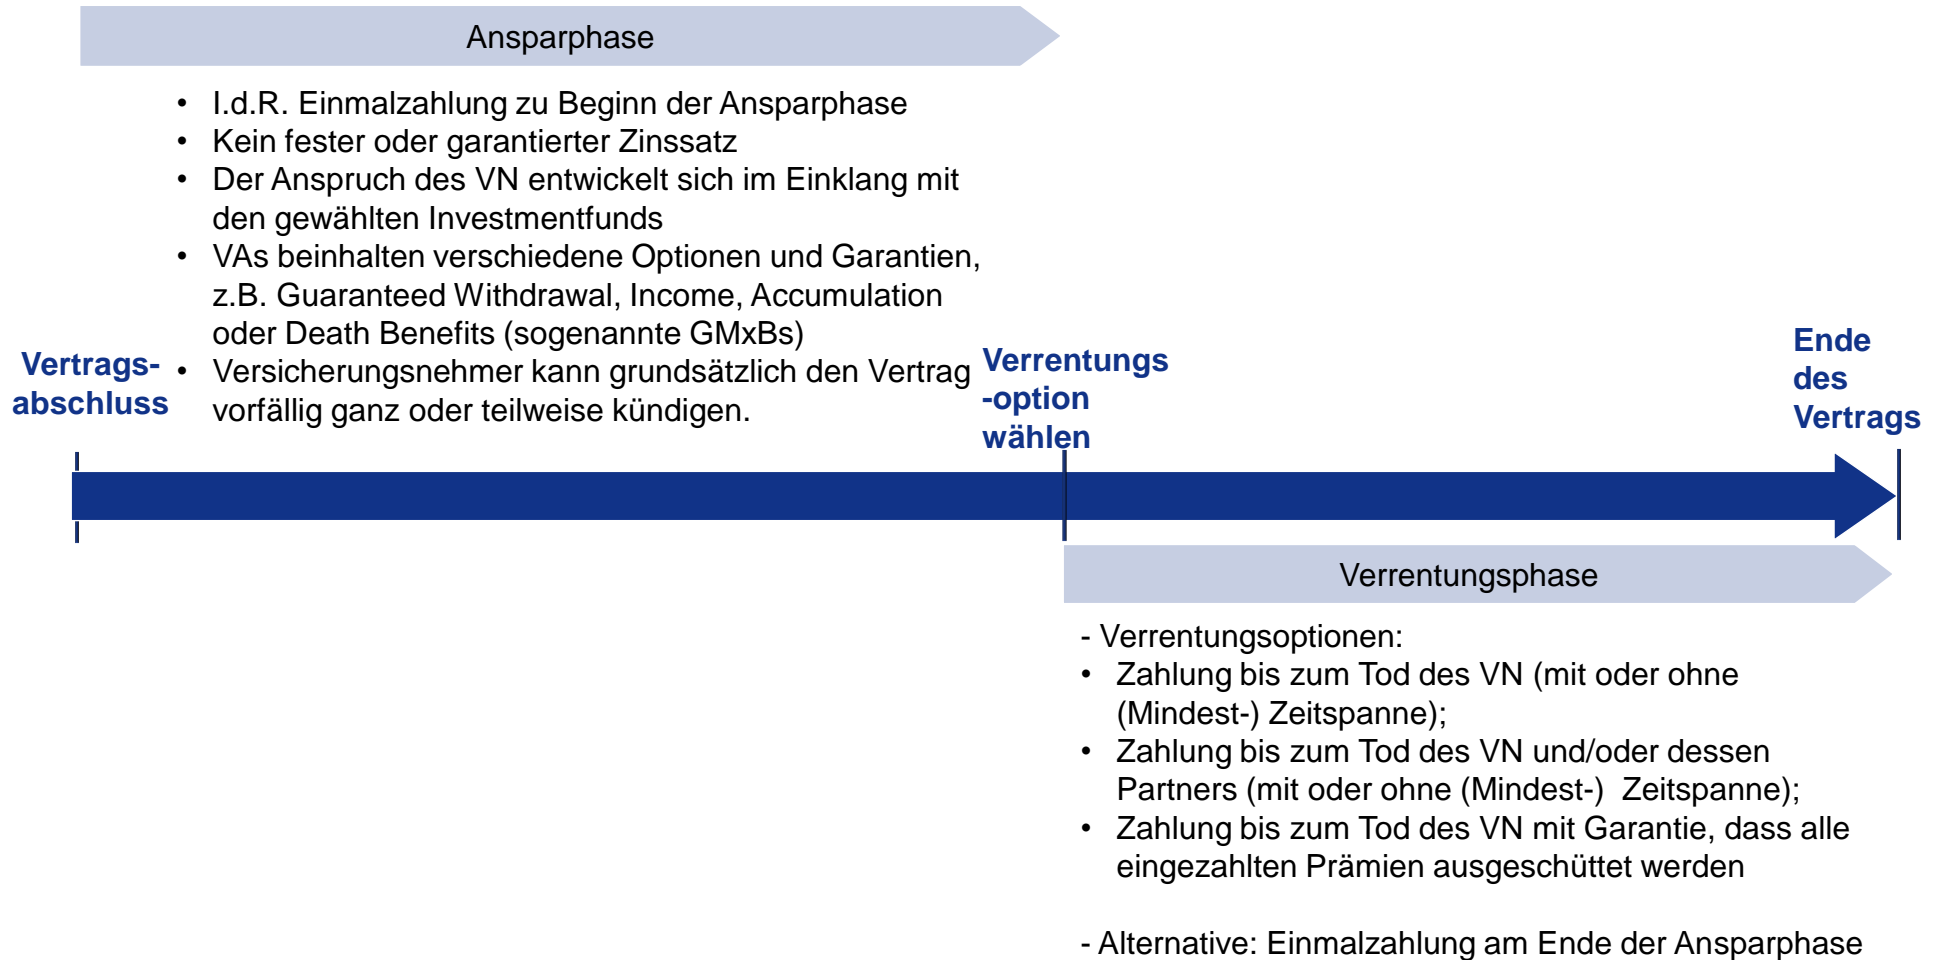 Ansparphase
• I.d.R. Einmalzahlung zu Beginn der Ansparphase
• Kein fester oder garantierter Zinssatz
• Der Anspruch des VN entwickelt sich im Einklang mit
den gewählten Investmentfunds
• VAs beinhalten verschiedene Optionen und Garantien,
z.B. Guaranteed Withdrawal, Income, Accumulation
oder Death Benefits (sogenannte GMxBs)
• Versicherungsnehmer kann grundsätzlich den Vertrag
vorfällig ganz oder teilweise kündigen.
Vertrags-
abschluss
Verrentungs
-option
wählen
Ende
des
Vertrags
Verrentungsphase
- Verrentungsoptionen:
• Zahlung bis zum Tod des VN (mit oder ohne
(Mindest-) Zeitspanne);
• Zahlung bis zum Tod des VN und/oder dessen
Partners (mit oder ohne (Mindest-) Zeitspanne);
• Zahlung bis zum Tod des VN mit Garantie, dass alle
eingezahlten Prämien ausgeschüttet werden
- Alternative: Einmalzahlung am Ende der Ansparphase